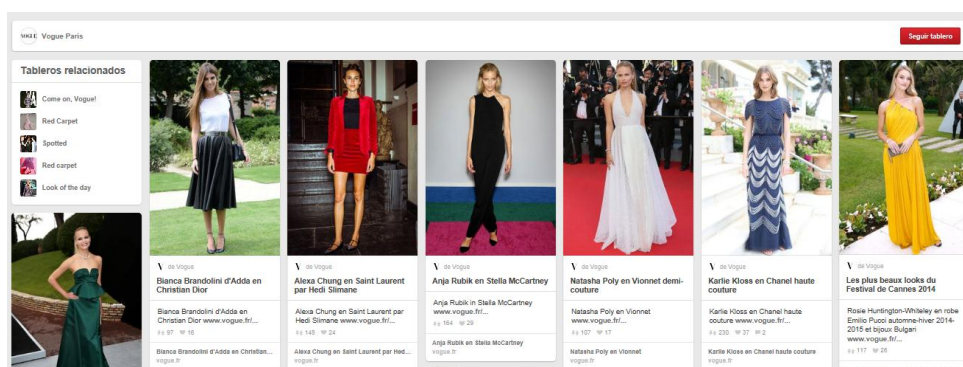 VOGUE Vogue Paris
Seguir tablero
Tableros relacionados
Come on, Vogue!
Red Carpet
Spotted
Red carpet
Look of the day
V de Vogue
Bianca Brandolini d'Adda en
Christian Dior
Bianca Brandolini d'Adda en
Christian Dior www.vogue.fr/...
97 16
Bianca Brandolini d'Adda en Christian...
vogue.fr
V de Vogue
Alexa Chung en Saint Laurent
par Hedi Slimane
Alexa Chung en Saint Laurent par
Hedi Slimane www.vogue.fr/...
145 24
Alexa Chung en Saint Laurent par Hed...
vogue.fr
V de Vogue
Anja Rubik en Stella McCartney
Anja Rubik in Stella McCartney
www.vogue.fr/...
164 29
Anja Rubik en Stella McCartney
vogue.fr
V de Vogue
Natasha Poly en Vionnet demi-
couture
Natasha Poly en Vionnet
www.vogue.fr/...
107 17
Natasha Poly en Vionnet
vogue.fr
V de Vogue
Karlie Kloss en Chanel haute
couture
Karlie Kloss en Chanel haute
couture www.vogue.fr/...
230 37 2
Karlie Kloss en Chanel haute couture
vogue.fr
V de Vogue
Les plus beaux looks du
Festival de Cannes 2014
Rosie Huntington-Whiteley en robe
Emilio Pucci automne-hiver 2014-
2015 et bijoux Bulgari
www.vogue.fr/...
117 26